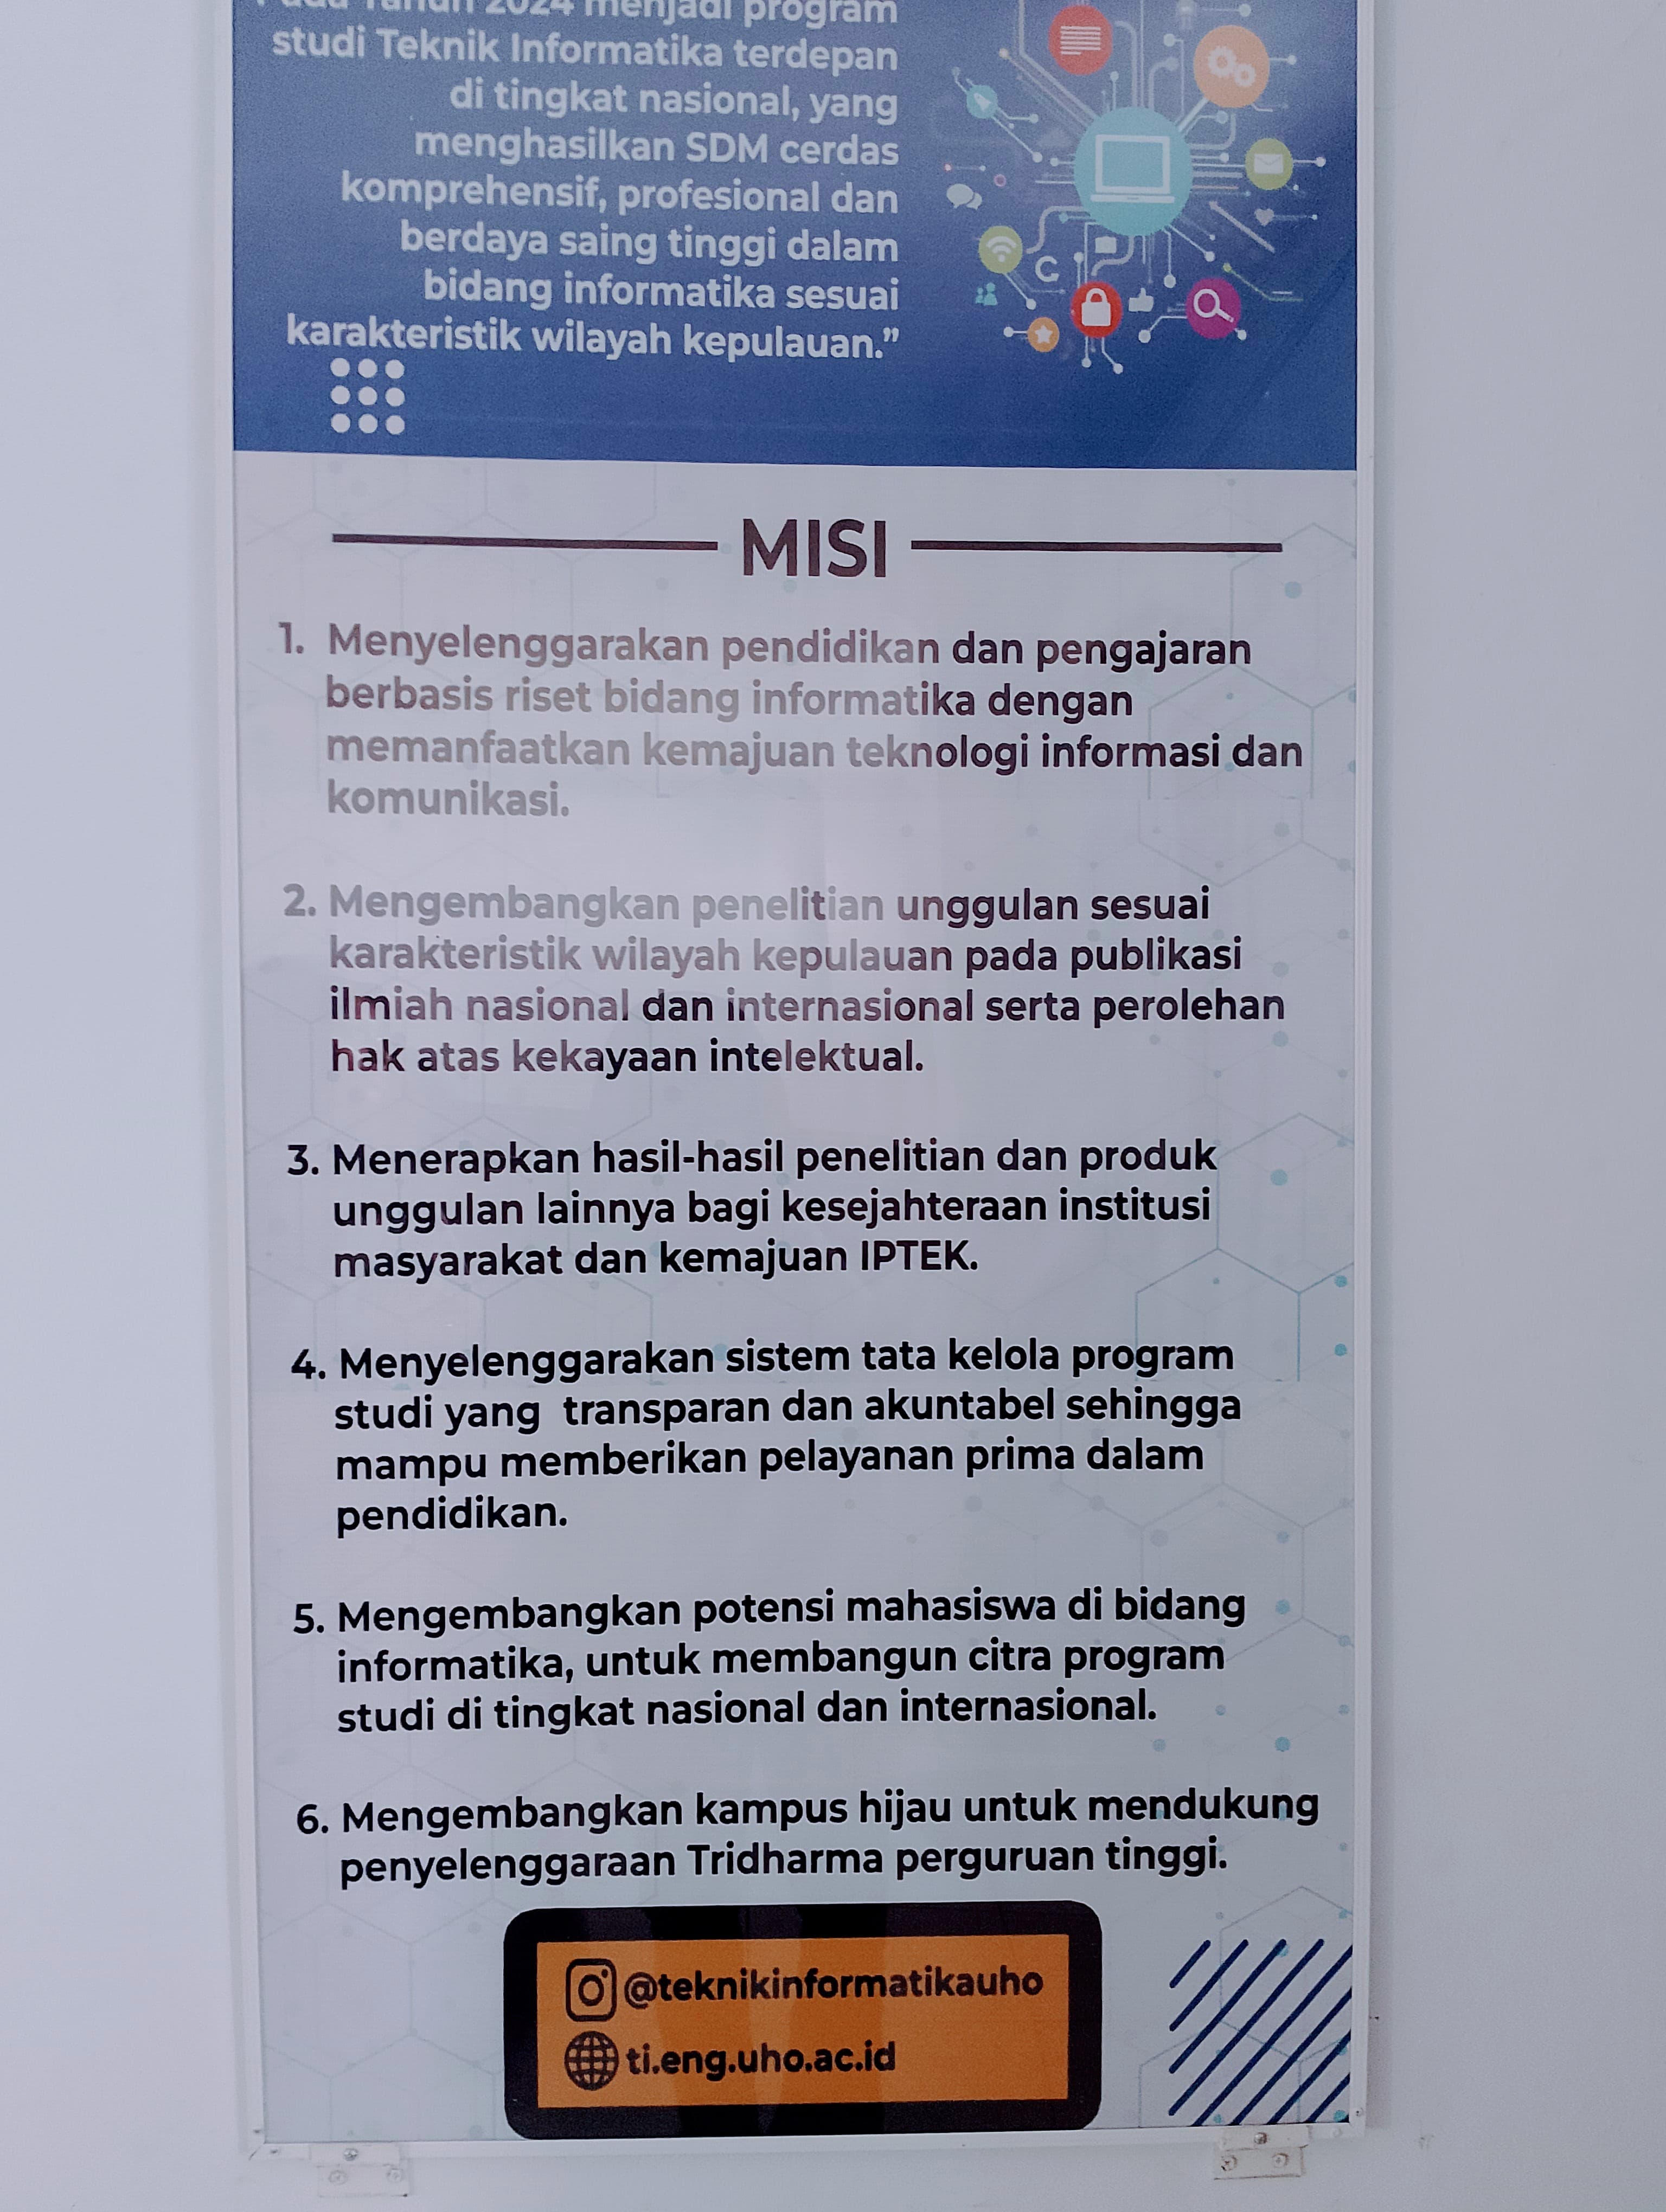 Pada Tahun 2024 menjadi program
studi Teknik Informatika terdepan
di tingkat nasional, yang
menghasilkan SDM cerdas
komprehensif, profesional dan
berdaya saing tinggi dalam
bidang informatika sesuai
karakteristik wilayah kepulauan.”
MISI
1. Menyelenggarakan pendidikan dan pengajaran
berbasis riset bidang informatika dengan
memanfaatkan kemajuan teknologi informasi dan
komunikasi.
2. Mengembangkan penelitian unggulan sesuai
karakteristik wilayah kepulauan pada publikasi
ilmiah nasional dan internasional serta perolehan
hak atas kekayaan intelektual.
3. Menerapkan hasil-hasil penelitian dan produk
unggulan lainnya bagi kesejahteraan institusi
masyarakat dan kemajuan IPTEK.
4. Menyelenggarakan sistem tata kelola program
studi yang transparan dan akuntabel sehingga
mampu memberikan pelayanan prima dalam
pendidikan.
5. Mengembangkan potensi mahasiswa di bidang
informatika, untuk membangun citra program
studi di tingkat nasional dan internasional.
6. Mengembangkan kampus hijau untuk mendukung
penyelenggaraan Tridharma perguruan tinggi.
@teknikinformatikauho
ti.eng.uho.ac.id